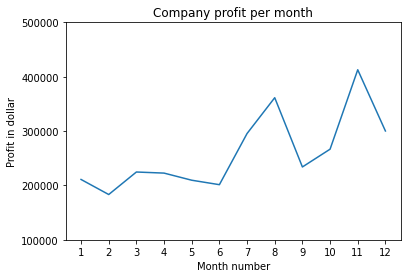 Company profit per month
500000
400000
300000
200000
100000
Profit in dollar
1 2 3 4 5 6 7 8 9 10 11 12
Month number